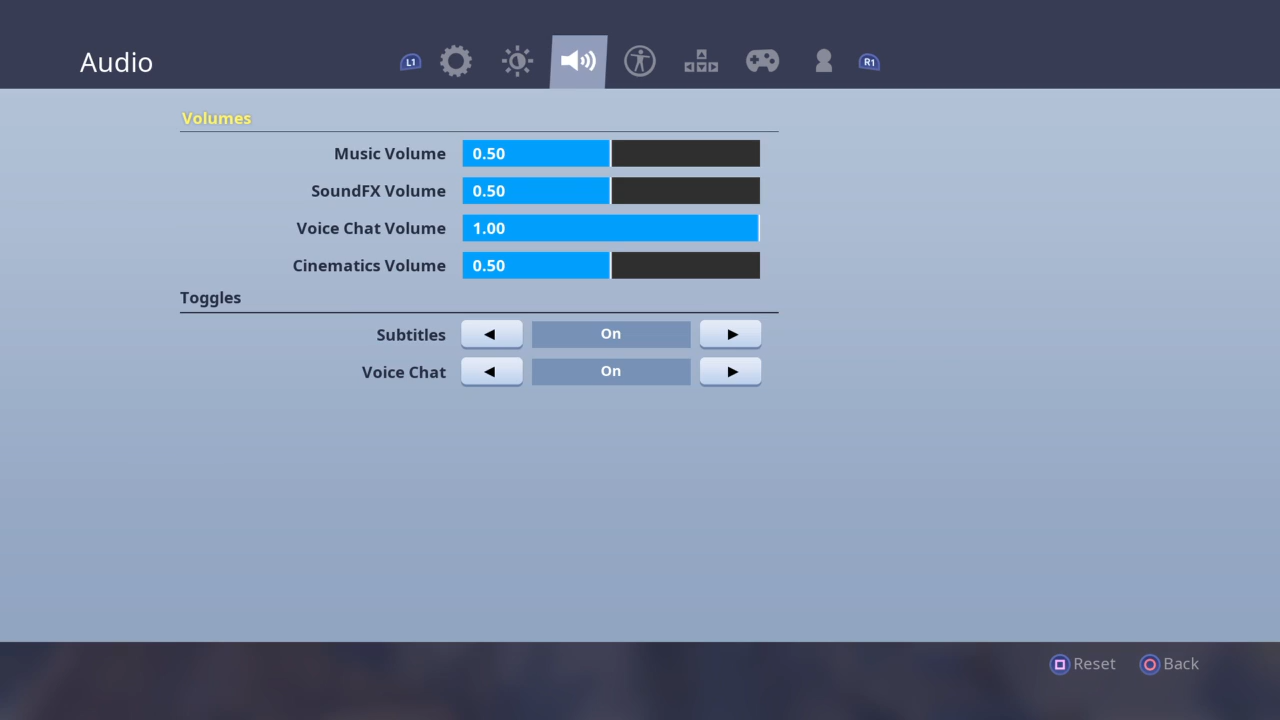 Audio
L1
R1
Volumes
Music Volume 0.50
SoundFX Volume 0.50
Voice Chat Volume 1.00
Cinematics Volume 0.50
Toggles
Subtitles On
Voice Chat On
Reset Back